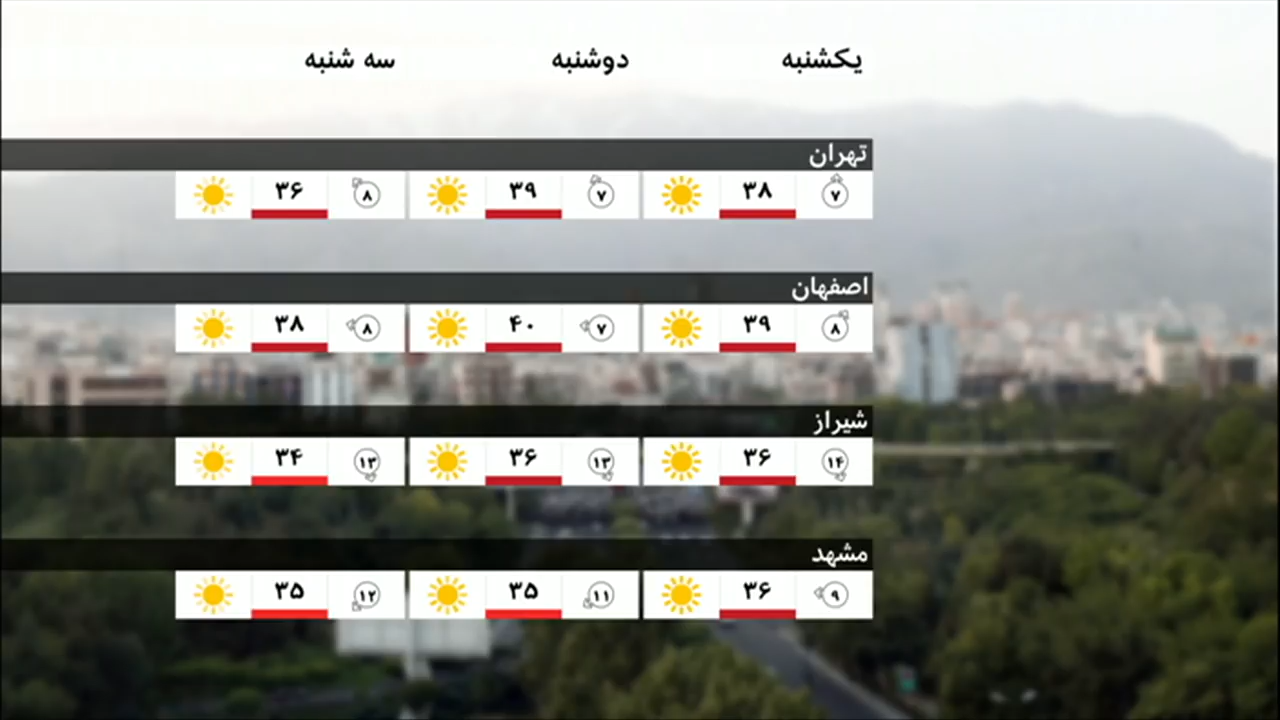 یکشنبه دوشنبه سه شنبه
تهران
۷ ۳۸ ۷ ۳۹ ۸ ۳۶
اصفهان
۸ ۳۹ ۷ ۴۰ ۸ ۳۸
شیراز
۱۴ ۳۶ ۱۳ ۳۶ ۱۳ ۳۴
مشهد
۹ ۳۶ ۱۱ ۳۵ ۱۲ ۳۵